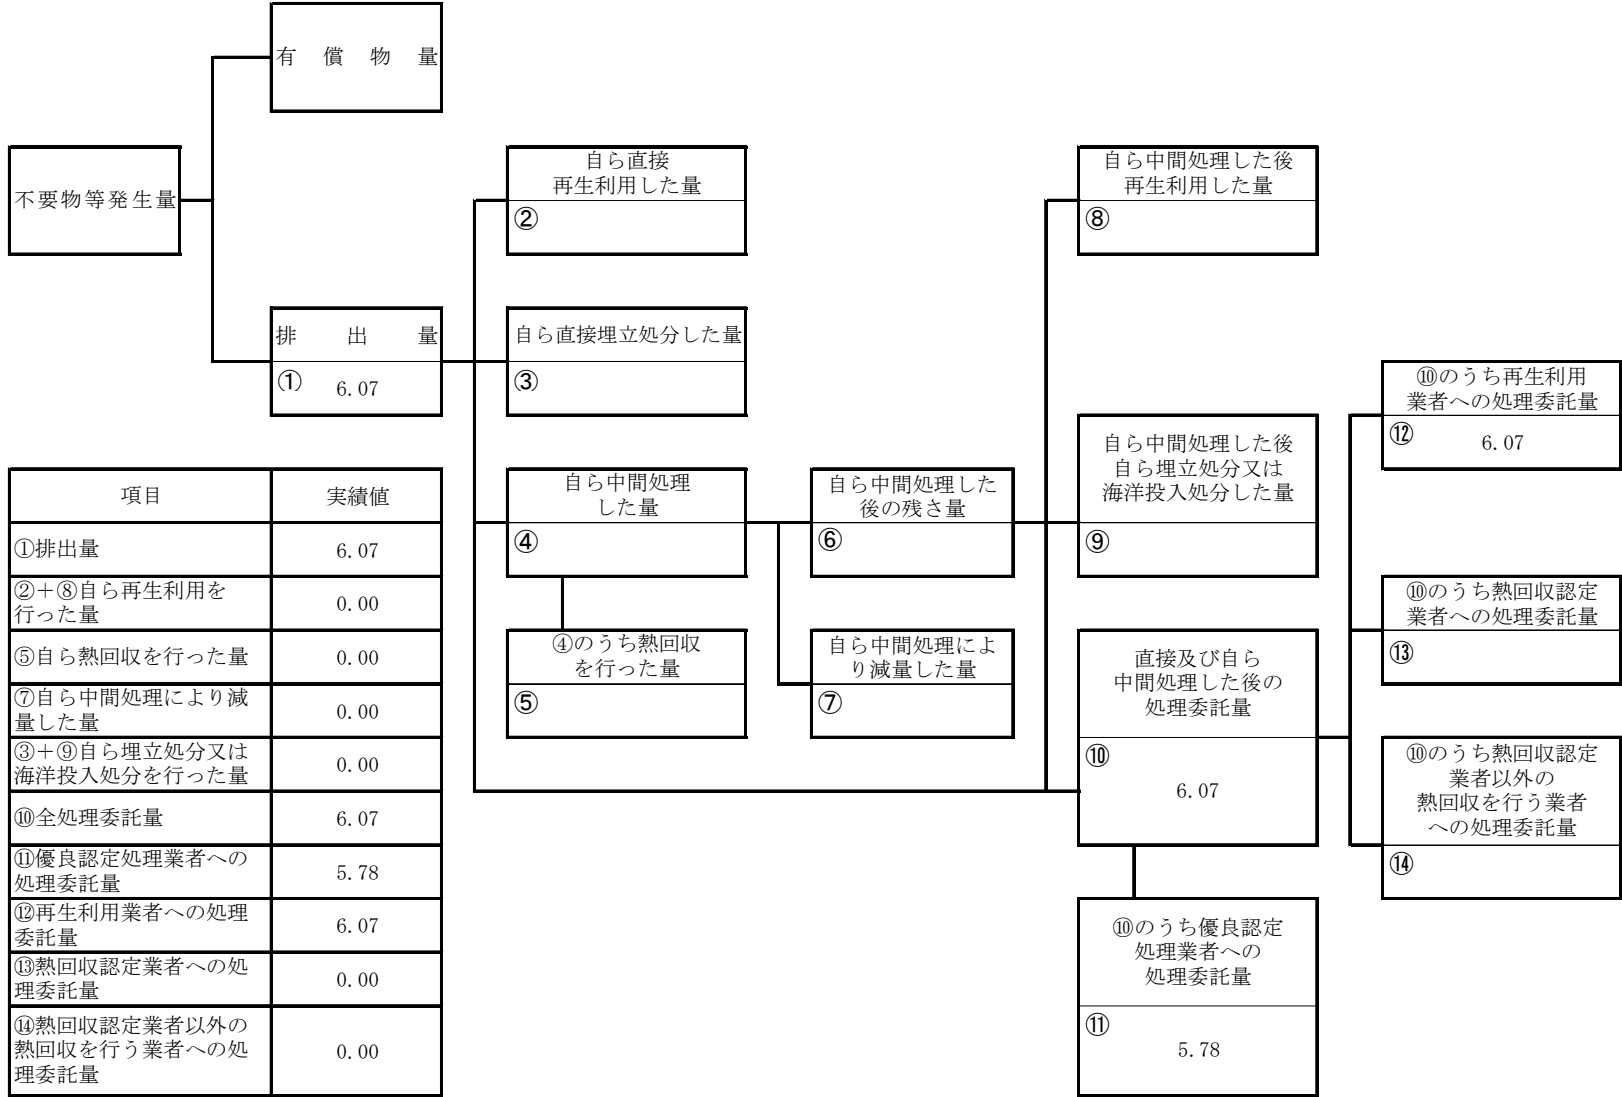 有償物量
不要物等発生量
排出量
① 6.07
自ら直接
再生利用した量
②
自ら直接埋立処分した量
③
自ら中間処理
した量
④
④のうち熱回収
を行った量
⑤
自ら中間処理した
後の残さ量
⑥
自ら中間処理によ
り減量した量
⑦
自ら中間処理した後
再生利用した量
⑧
自ら中間処理した後
自ら埋立処分又は
海洋投入処分した量
⑨
直接及び自ら
中間処理した後の
処理委託量
⑩
6.07
⑩のうち優良認定
処理業者への
処理委託量
⑪
5.78
⑩のうち再生利用
業者への処理委託量
⑫ 6.07
⑩のうち熱回収認定
業者への処理委託量
⑬
⑩のうち熱回収認定
業者以外の
熱回収を行う業者
への処理委託量
⑭
項目 実績値
①排出量 6.07
②+⑧自ら再生利用を
行った量 0.00
⑤自ら熱回収を行った量 0.00
⑦自ら中間処理により減
量した量 0.00
③+⑨自ら埋立処分又は
海洋投入処分を行った量 0.00
⑩全処理委託量 6.07
⑪優良認定処理業者への
処理委託量 5.78
⑫再生利用業者への処理
委託量 6.07
⑬熱回収認定業者への処
理委託量 0.00
⑭熱回収認定業者以外の
熱回収を行う業者への処
理委託量 0.00